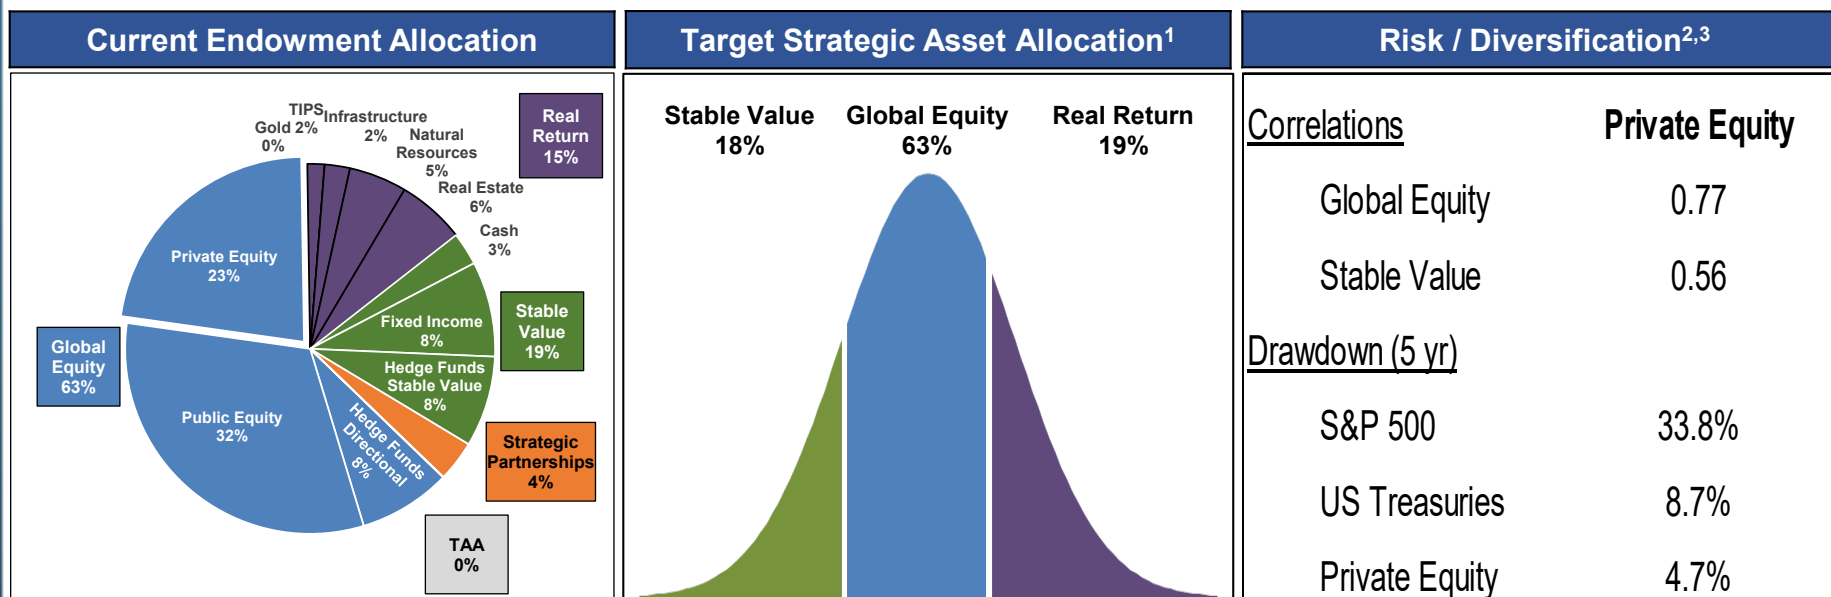 Current Endowment Allocation
TIPS
2%
Gold
0%
Infrastructure
2%
Natural
Resources
5%
Real Estate
6%
Cash
3%
Real
Return
15%
Private Equity
23%
Fixed Income
8%
Stable
Value
19%
Global
Equity
63%
Hedge Funds
Stable Value
8%
Public Equity
32%
Hedge Funds
Directional
8%
Strategic
Partnerships
4%
TAA
0%
Target Strategic Asset Allocation¹
Stable Value
18%
Global Equity
63%
Real Return
19%
Risk / Diversification²,³
Correlations Private Equity
Global Equity 0.77
Stable Value 0.56
Drawdown (5 yr)
S&P 500 33.8%
US Treasuries 8.7%
Private Equity 4.7%